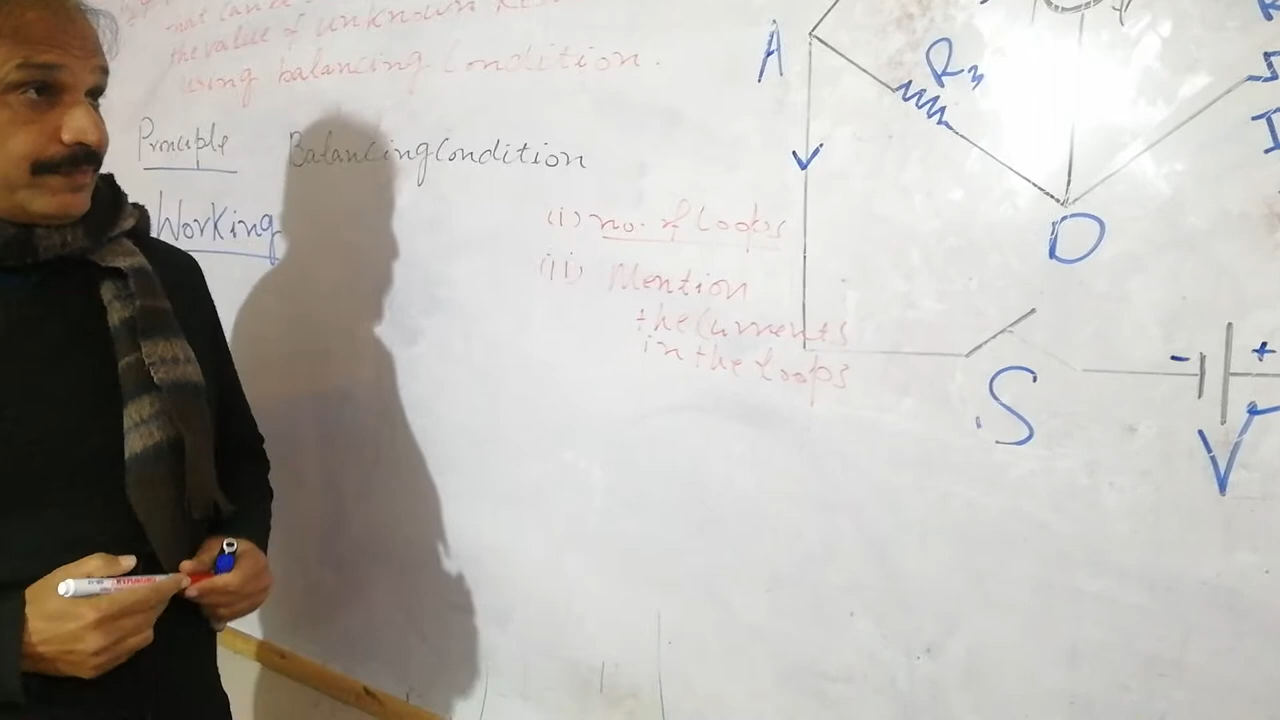 the value of unknown
using balancing Condition.
Principle Balancing Condition
Working
(i) no. of Loops
(ii) Mention
the Currents
in the Loops
A
R3
D
S
- +
V